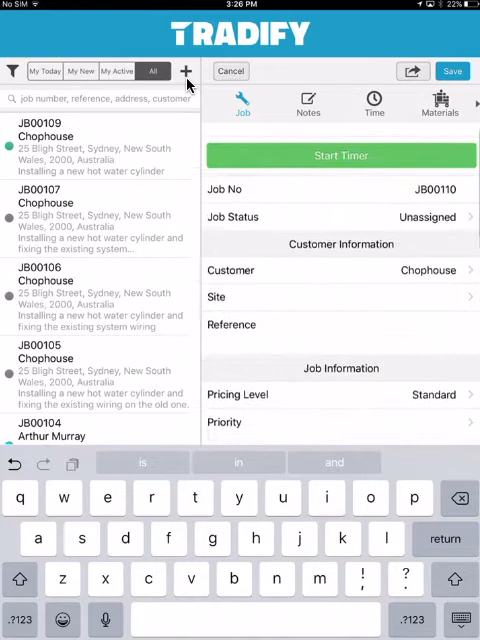 No SIM
3:26 PM
22%
TRADIFY
My Today
My New
My Active
All
Cancel
Save
job number, reference, address, customer
Job
Notes
Time
Materials
JB00109
Chophouse
25 Bligh Street, Sydney, New South
Wales, 2000, Australia
Installing a new hot water cylinder
JB00107
Chophouse
25 Bligh Street, Sydney, New South
Wales, 2000, Australia
Installing a new hot water cylinder and
fixing the existing system...
JB00106
Chophouse
25 Bligh Street, Sydney, New South
Wales, 2000, Australia
Installing a new hot water cylinder and
fixing the existing system wiring
JB00105
Chophouse
25 Bligh Street, Sydney, New South
Wales, 2000, Australia
Installing a new hot water cylinder and
fixing the existing wiring on the old one.
JB00104
Arthur Murray
Start Timer
Job No JB00110
Job Status Unassigned
Customer Information
Customer Chophouse
Site
Reference
Job Information
Pricing Level Standard
Priority
is in and
q w e r t y u i o p
a s d f g h j k l return
z x c v b n m ! , ? .
.?123 .?123